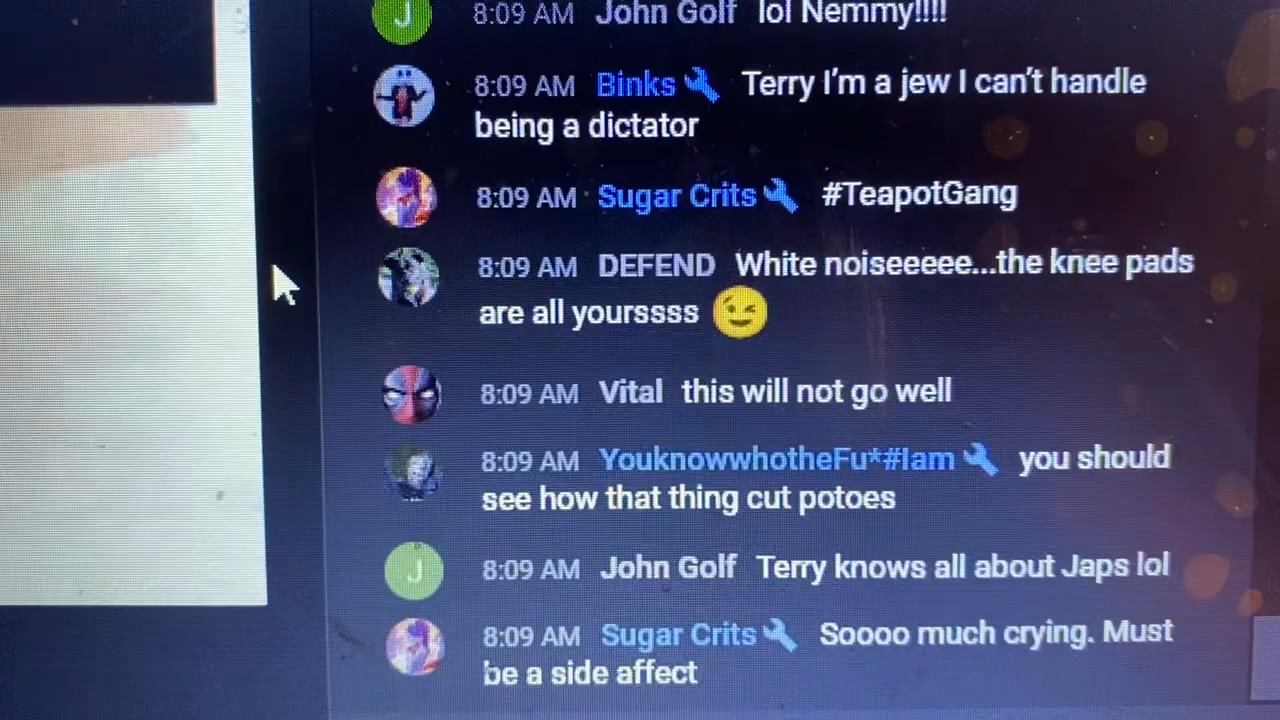 J 8:09 AM John Golf lol Nemmy!!!!
8:09 AM Binks Terry I'm a jew I can't handle
being a dictator
8:09 AM Sugar Crits #TeapotGang
8:09 AM DEFEND White noiseeeee...the knee pads
are all yourssss 😉
8:09 AM Vital this will not go well
8:09 AM YouknowwhotheFu*#Iam you should
see how that thing cut potoes
J 8:09 AM John Golf Terry knows all about Japs lol
8:09 AM Sugar Crits Soooo much crying. Must
be a side affect